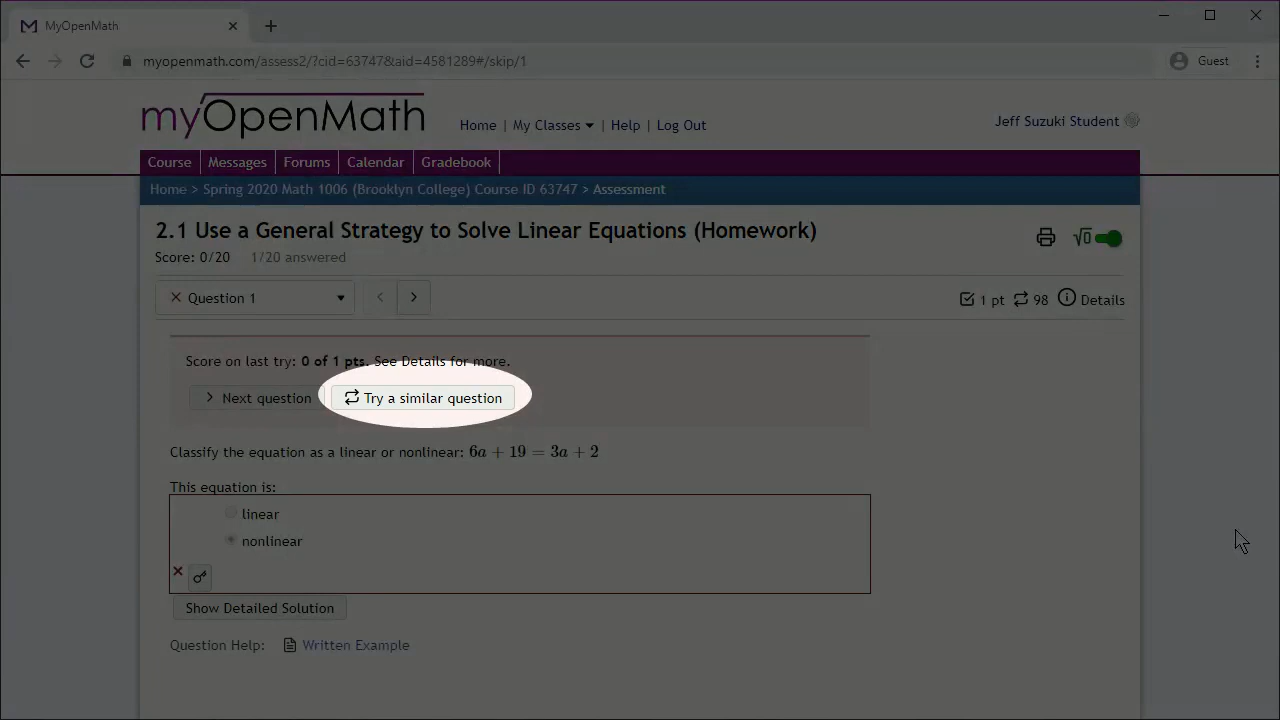 MyOpenMath
myopenmath.com/assess2/?cid=63747&aid=4581289#/skip/1
Guest
myOpenMath
Home | My Classes | Help | Log Out
Jeff Suzuki Student
Course Messages Forums Calendar Gradebook
Home > Spring 2020 Math 1006 (Brooklyn College) Course ID 63747 > Assessment
2.1 Use a General Strategy to Solve Linear Equations (Homework)
√0
Score: 0/20 1/20 answered
× Question 1 < >
1 pt 98 Details
Score on last try: 0 of 1 pts. See Details for more.
> Next question Try a similar question
Classify the equation as a linear or nonlinear: 6a + 19 = 3a + 2
This equation is:
linear
nonlinear
×
Show Detailed Solution
Question Help: Written Example